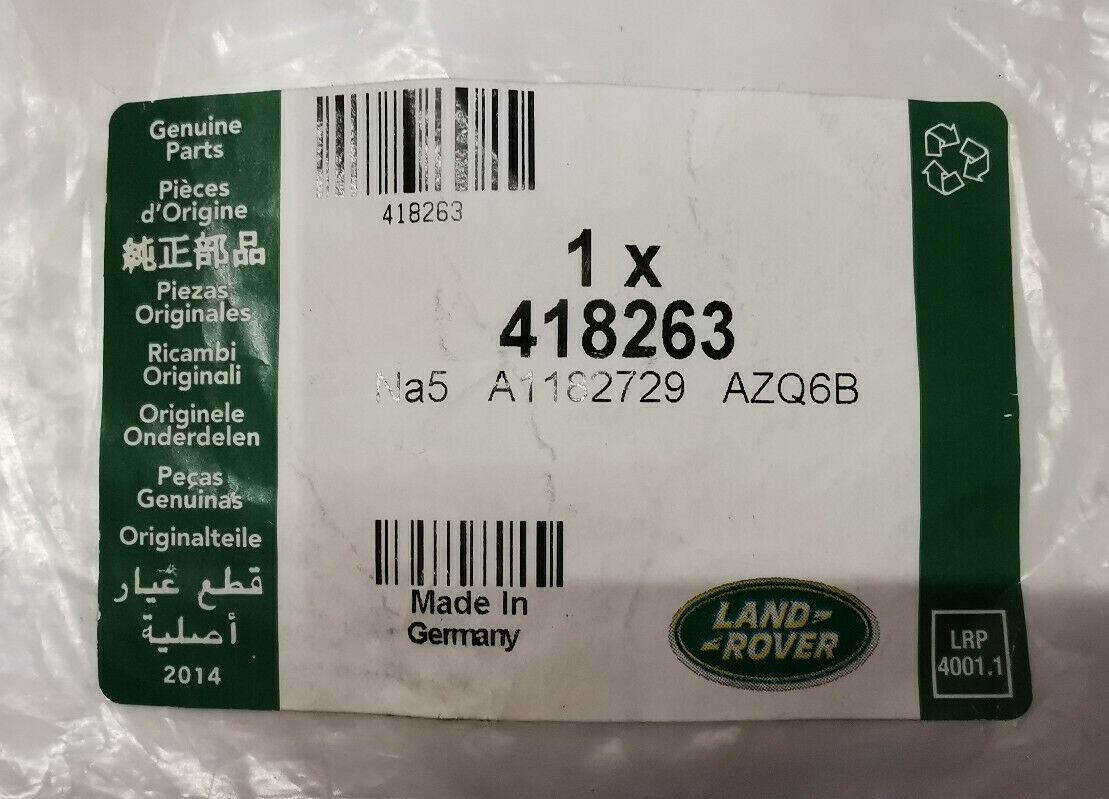 Genuine
Parts
Pièces
d'Origine
純正部品
Piezas
Originales
Ricambi
Originali
Originele
Onderdelen
Peças
Genuinas
Originalteile
قطع غيار
أصلية
2014
418263
1 x
418263
Na5 A1182729 AZQ6B
Made In
Germany
LAND-
-ROVER
LRP
4001.1